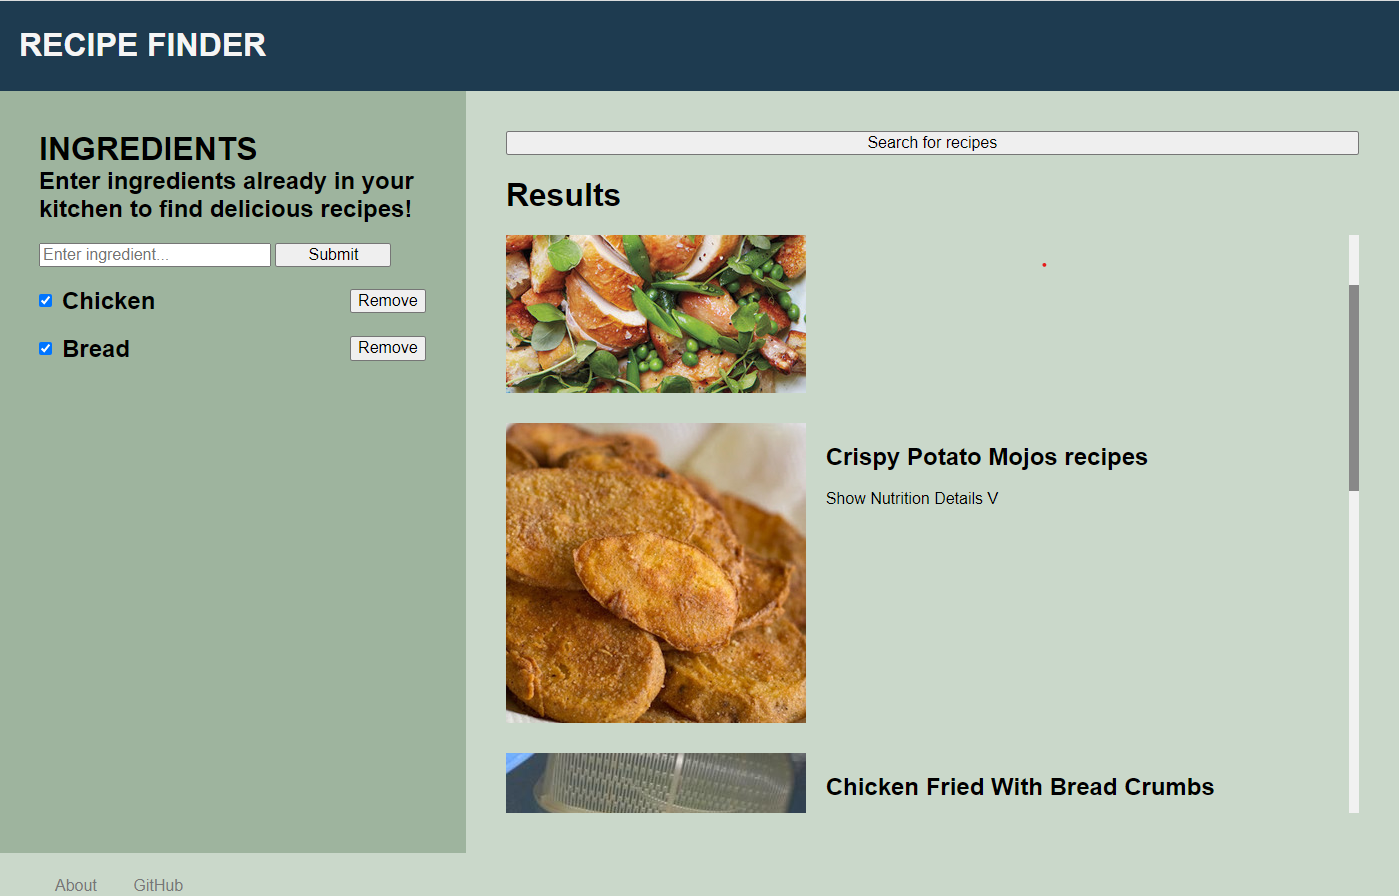 RECIPE FINDER
INGREDIENTS
Enter ingredients already in your
kitchen to find delicious recipes!
Enter ingredient...
Submit
Chicken
Remove
Bread
Remove
Search for recipes
Results
Crispy Potato Mojos recipes
Show Nutrition Details V
Chicken Fried With Bread Crumbs
About
GitHub